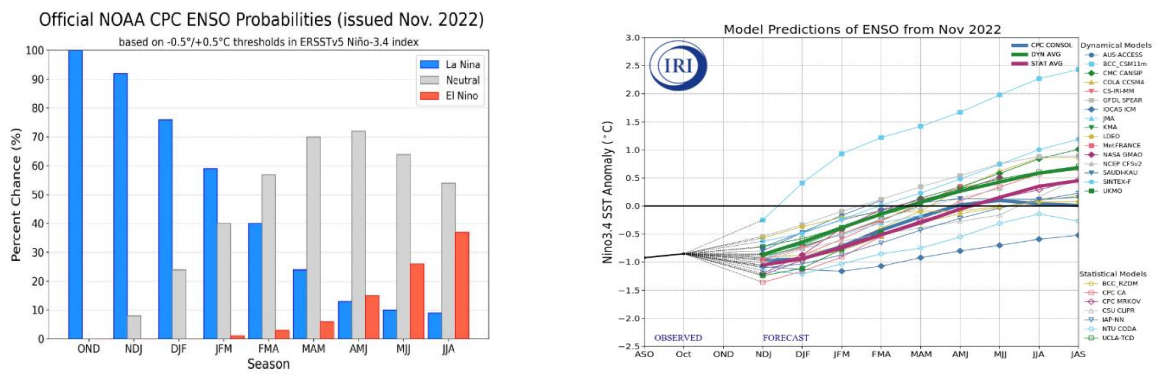 Official NOAA CPC ENSO Probabilities (issued Nov. 2022)
based on -0.5°/+0.5°C thresholds in ERSSTv5 Niño-3.4 index
Percent Chance (%)
100
90
80
70
60
50
40
30
20
10
0
La Nina
Neutral
El Nino
OND NDJ DJF JFM FMA MAM AMJ MJJ JJA
Season
Model Predictions of ENSO from Nov 2022
IRI
CPC CONSOL
DYN AVG
STAT AVG
Nino3.4 SST Anomaly (°C)
3.0
2.5
2.0
1.5
1.0
0.5
0.0
−0.5
−1.0
−1.5
−2.0
−2.5
OBSERVED FORECAST
ASO Oct OND NDJ DJF JFM FMA MAM AMJ MJJ JJA JAS
Dynamical Models
AUS-ACCESS
BCC_CSM11m
CMC CANSIP
COLA CCSM4
CS-IRI-MM
GFDL SPEAR
IOCAS ICM
JMA
KMA
LDEO
MetFRANCE
NASA GMAO
NCEP CFSv2
SAUDI-KAU
SINTEX-F
UKMO
Statistical Models
BCC_RZDM
CPC CA
CPC MRKOV
CSU CLIPR
IAP-NN
NTU CODA
UCLA-TCD